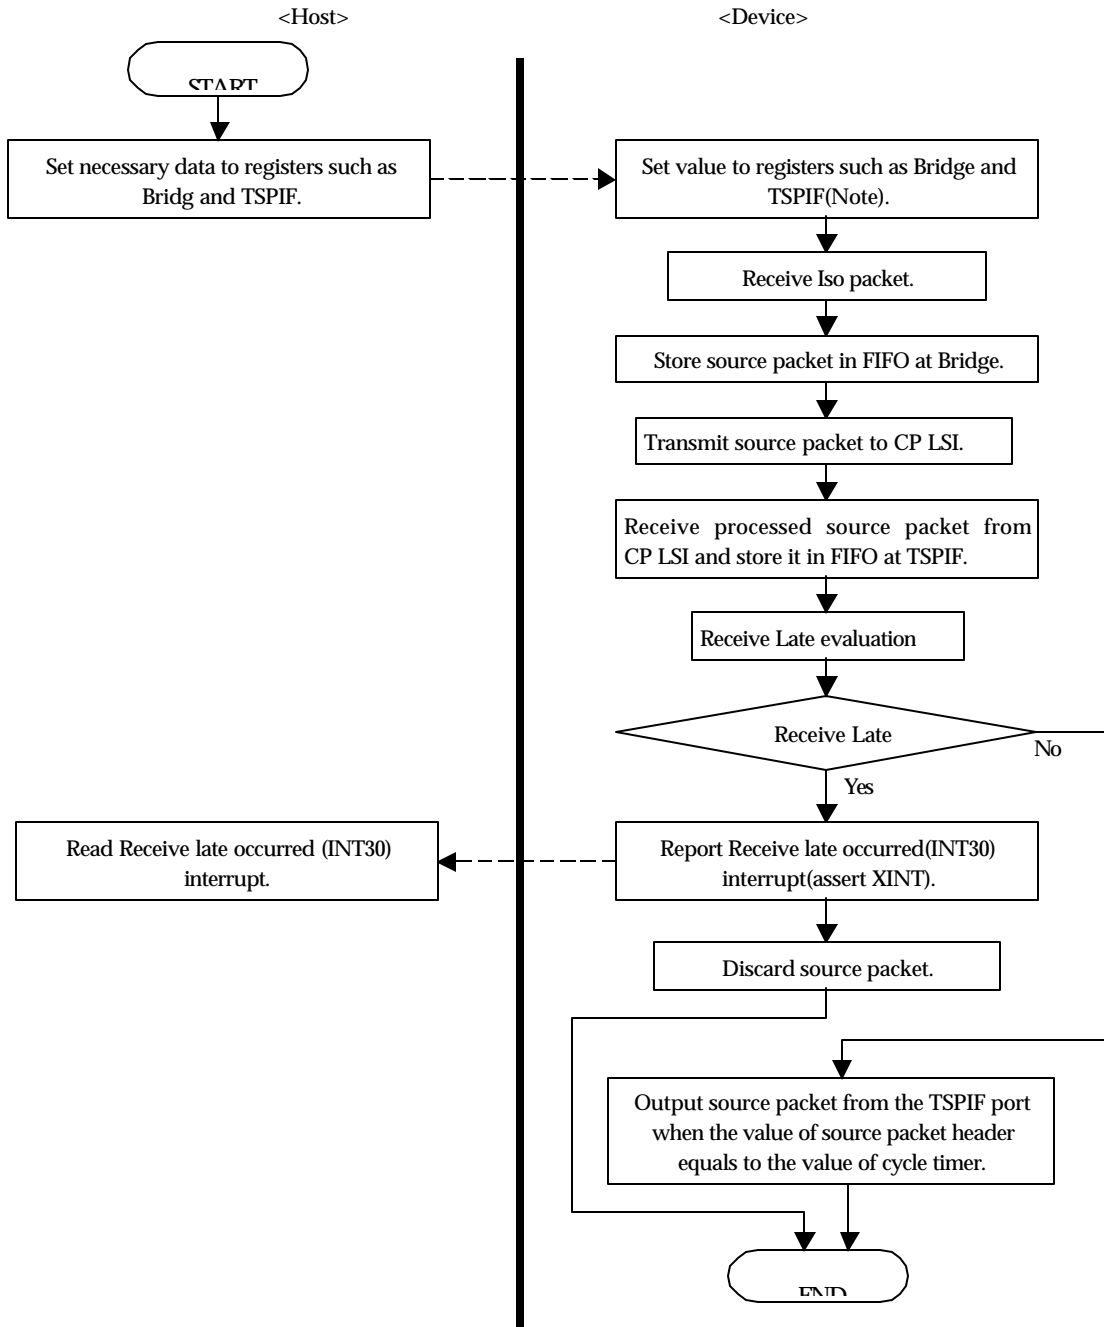 <Host>
<Device>
START
Set necessary data to registers such as
Bridg and TSPIF.
Set value to registers such as Bridge and
TSPIF(Note).
Receive Iso packet.
Store source packet in FIFO at Bridge.
Transmit source packet to CP LSI.
Receive processed source packet from
CP LSI and store it in FIFO at TSPIF.
Receive Late evaluation
Receive Late
No
Yes
Read Receive late occurred (INT30)
interrupt.
Report Receive late occurred(INT30)
interrupt(assert XINT).
Discard source packet.
Output source packet from the TSPIF port
when the value of source packet header
equals to the value of cycle timer.
END